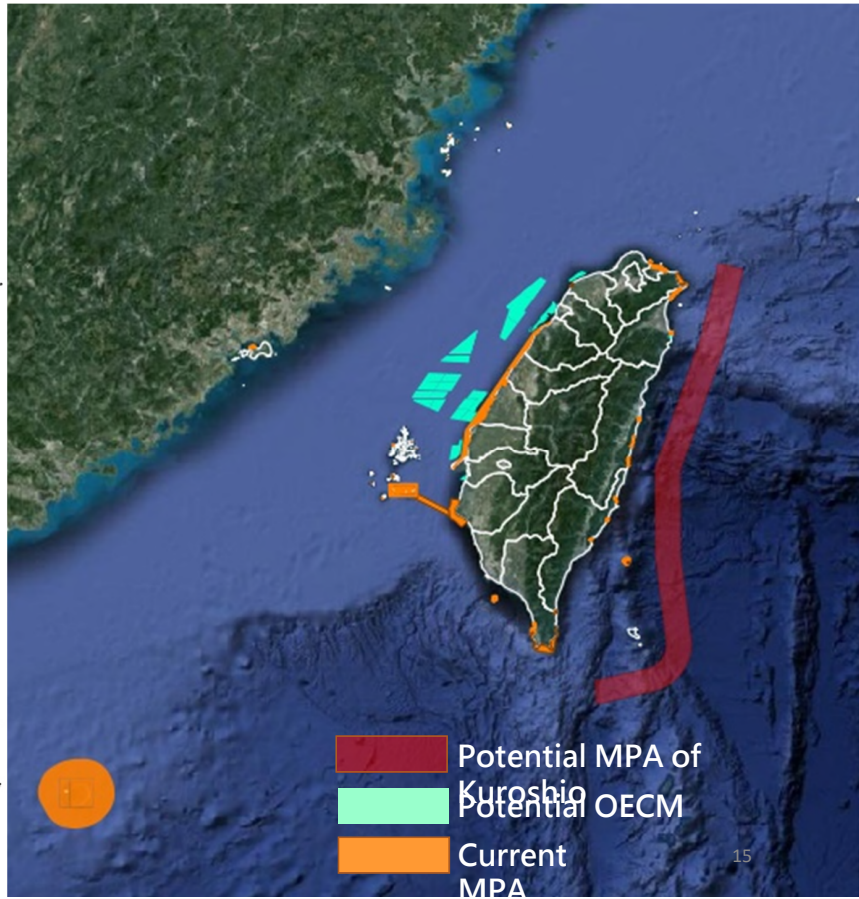 Potential MPA of
Kuroshio
Potential OECM
Current
MPA
15